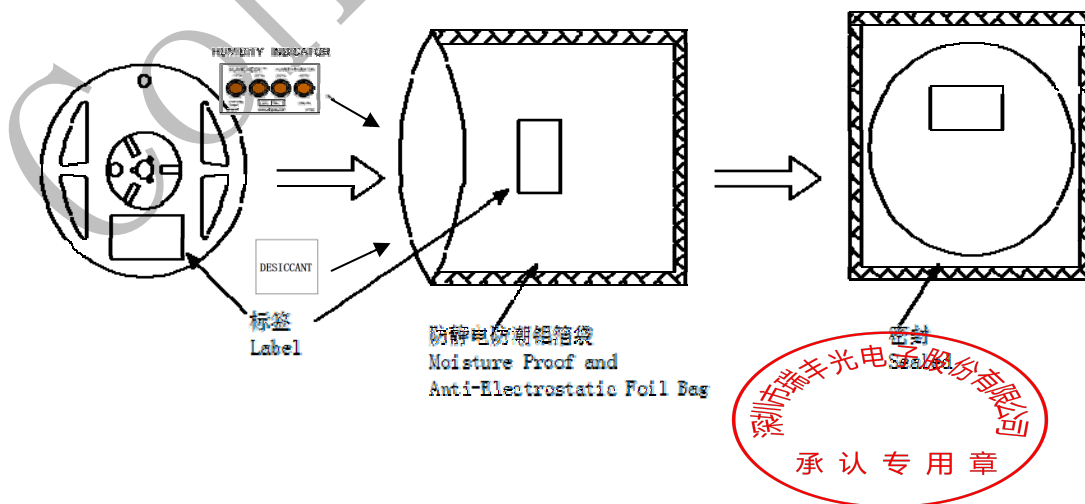 Con
HUMIDITY INDICATOR
DESICCANT
标签
Label
防静电防潮铝箔袋
Moisture Proof and
Anti-Electrostatic Foil Bag
密封
Sealed
深圳市瑞丰光电子股份有限公司
承认专用章